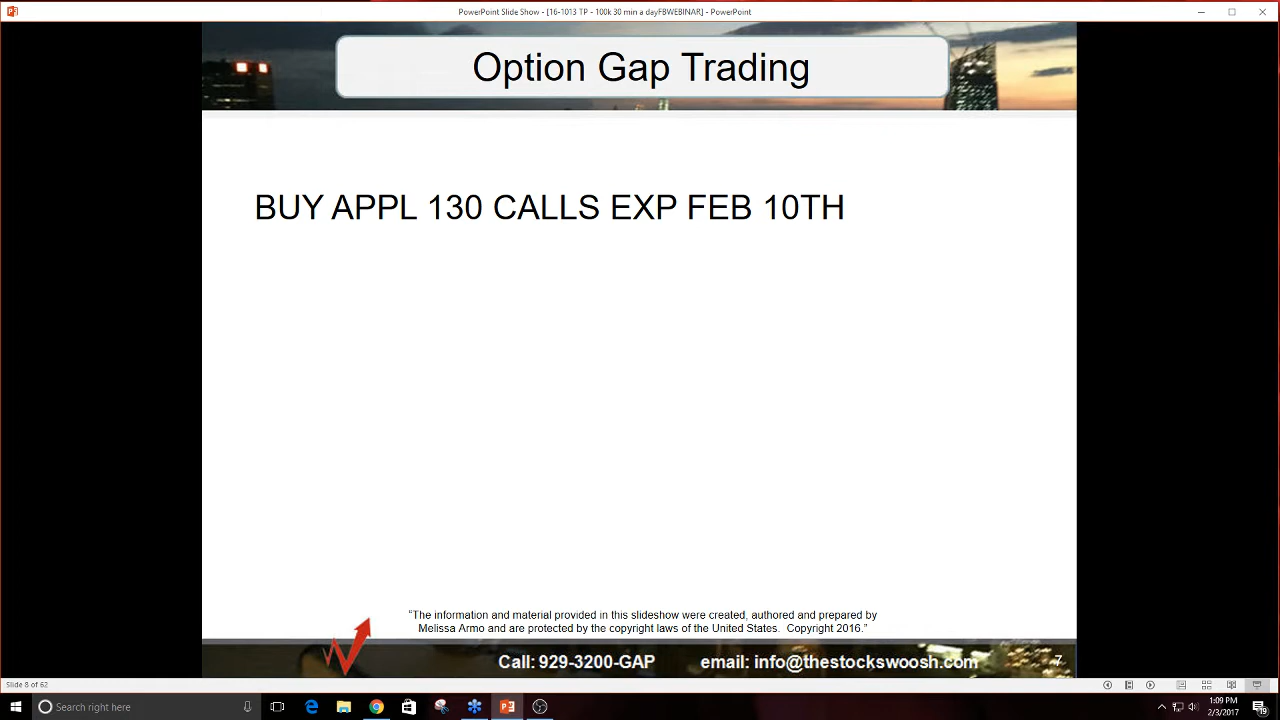 PowerPoint Slide Show - [16-1013 TP - 100k 30 min a dayFBWEBINAR] - PowerPoint
Option Gap Trading
BUY APPL 130 CALLS EXP FEB 10TH
"The information and material provided in this slideshow were created, authored and prepared by
Melissa Armo and are protected by the copyright laws of the United States.  Copyright 2016."
Call: 929-3200-GAP email: info@thestockswoosh.com 7
Slide 8 of 62
Search right here
1:09 PM
2/3/2017
19